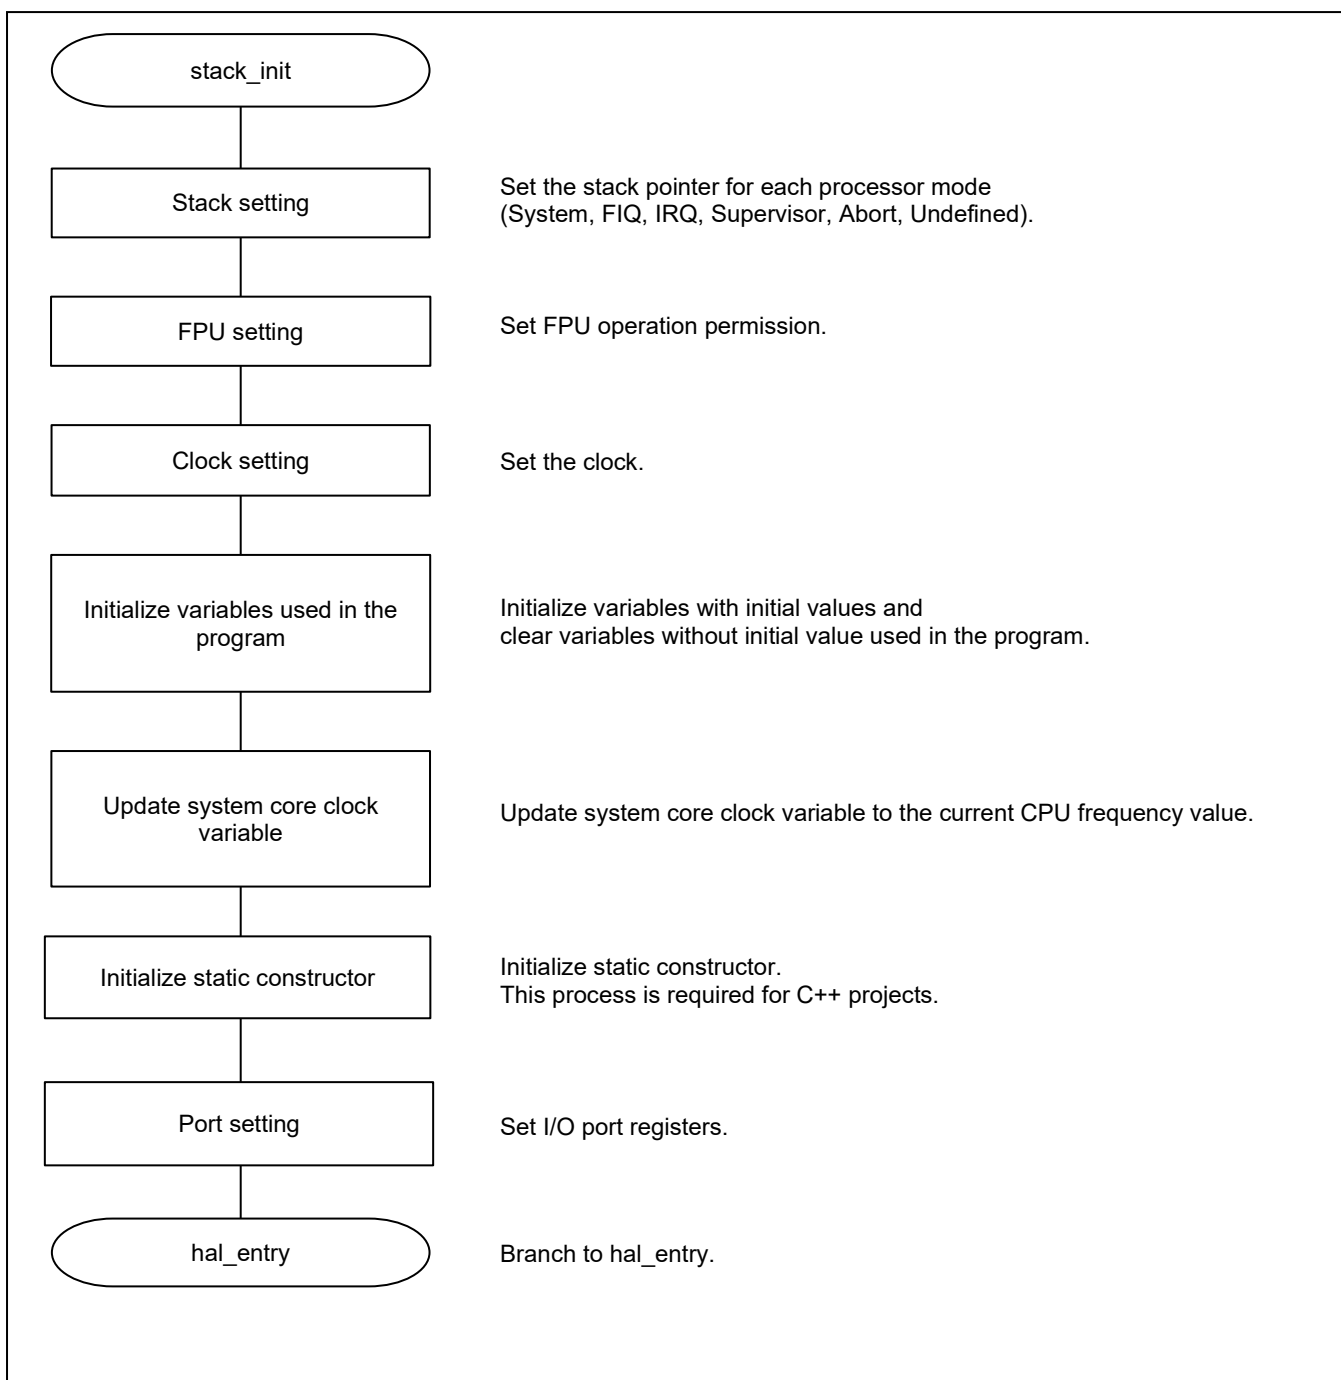 stack_init
Stack setting
Set the stack pointer for each processor mode
(System, FIQ, IRQ, Supervisor, Abort, Undefined).
FPU setting
Set FPU operation permission.
Clock setting
Set the clock.
Initialize variables used in the
program
Initialize variables with initial values and
clear variables without initial value used in the program.
Update system core clock
variable
Update system core clock variable to the current CPU frequency value.
Initialize static constructor
Initialize static constructor.
This process is required for C++ projects.
Port setting
Set I/O port registers.
hal_entry
Branch to hal_entry.